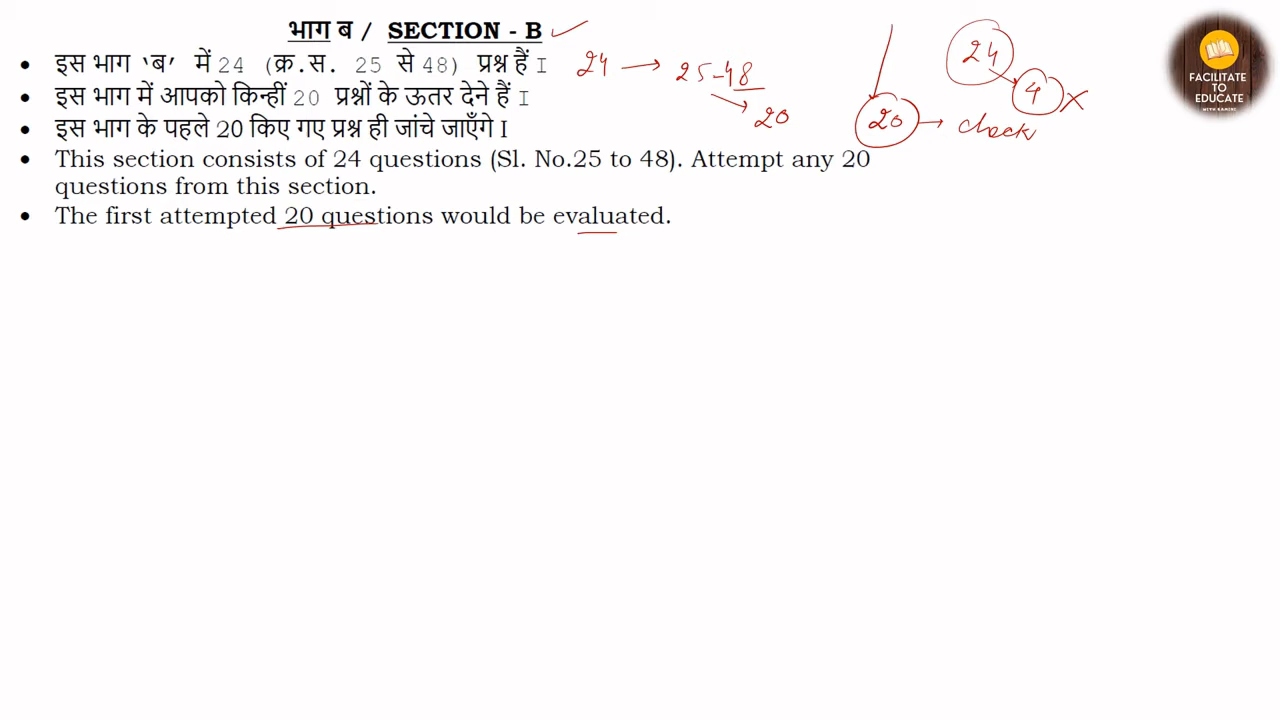 भाग ब / SECTION - B
• इस भाग ‘ब’ में 24 (क्र.स. 25 से 48) प्रश्न हैं I 24 → 25-48
• इस भाग में आपको किन्हीं 20 प्रश्नों के ऊतर देने हैं I 20
• इस भाग के पहले 20 किए गए प्रश्न ही जांचे जाएँगे I
• This section consists of 24 questions (Sl. No.25 to 48). Attempt any 20
questions from this section.
• The first attempted 20 questions would be evaluated.
24
4 X
20 → check
FACILITATE
TO
EDUCATE